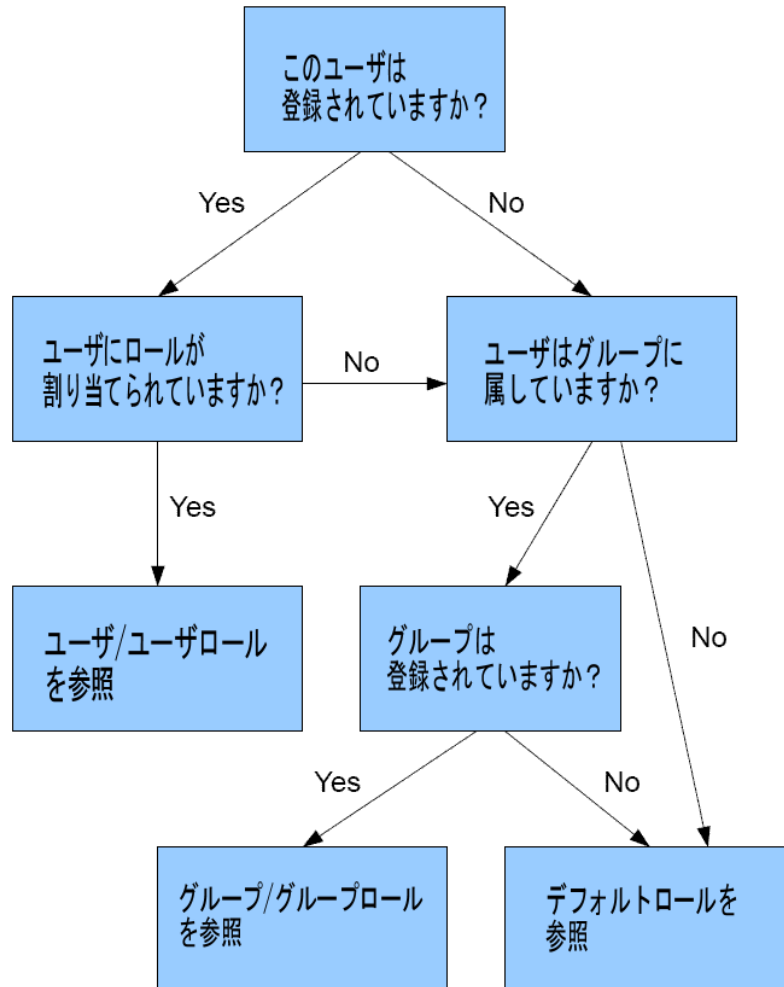 このユーザは
登録されていますか？
Yes
No
ユーザにロールが
割り当てられていますか？
No
ユーザはグループに
属していますか？
Yes
Yes
No
ユーザ/ユーザロール
を参照
グループは
登録されていますか？
Yes
No
グループ/グループロール
を参照
デフォルトロールを
参照